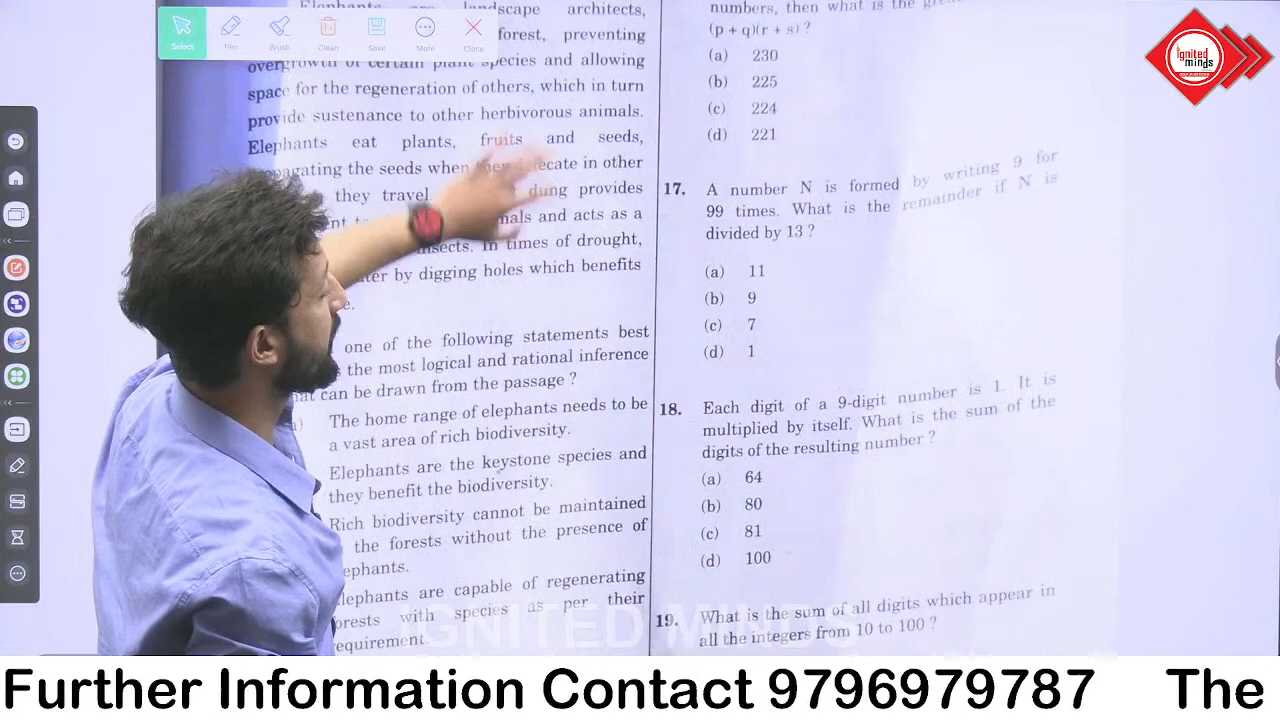 Select
Pen
Brush
Clean
Save
More
Close
landscape architects,
forest, preventing
overgrowth of certain plant species and allowing
space for the regeneration of others, which in turn
provide sustenance to other herbivorous animals.
Elephants eat plants, fruits and seeds,
propagating the seeds when they defecate in other
they travel. dung provides
and acts as a
insects. In times of drought,
by digging holes which benefits
one of the following statements best
the most logical and rational inference
can be drawn from the passage ?
The home range of elephants needs to be
a vast area of rich biodiversity.
Elephants are the keystone species and
they benefit the biodiversity.
Rich biodiversity cannot be maintained
the forests without the presence of
elephants.
Elephants are capable of regenerating
forests with species as per their
requirement.
numbers, then what is the
(p + q)(r + s) ?
(a) 230
(b) 225
(c) 224
(d) 221
17. A number N is formed by writing 9 for
99 times. What is the remainder if N is
divided by 13 ?
(a) 11
(b) 9
(c) 7
(d) 1
18. Each digit of a 9-digit number is 1. It is
multiplied by itself. What is the sum of the
digits of the resulting number ?
(a) 64
(b) 80
(c) 81
(d) 100
19. What is the sum of all digits which appear in
all the integers from 10 to 100 ?
Ignited
minds
IGNITED MINDS
Further Information Contact 9796979787 The